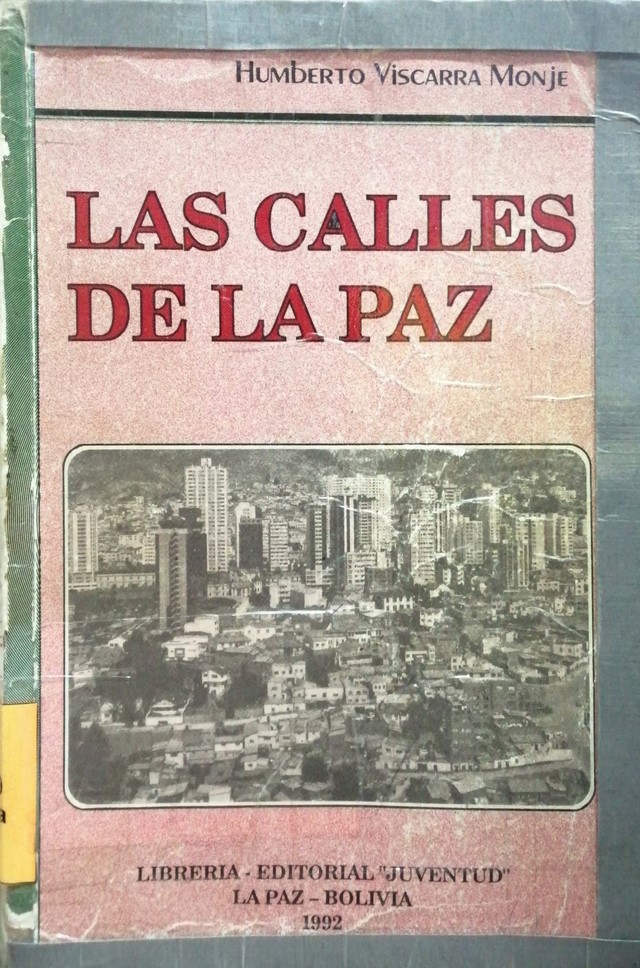 Humberto Viscarra Monje
LAS CALLES
DE LA PAZ
LIBRERIA - EDITORIAL "JUVENTUD"
LA PAZ – BOLIVIA
1992
a